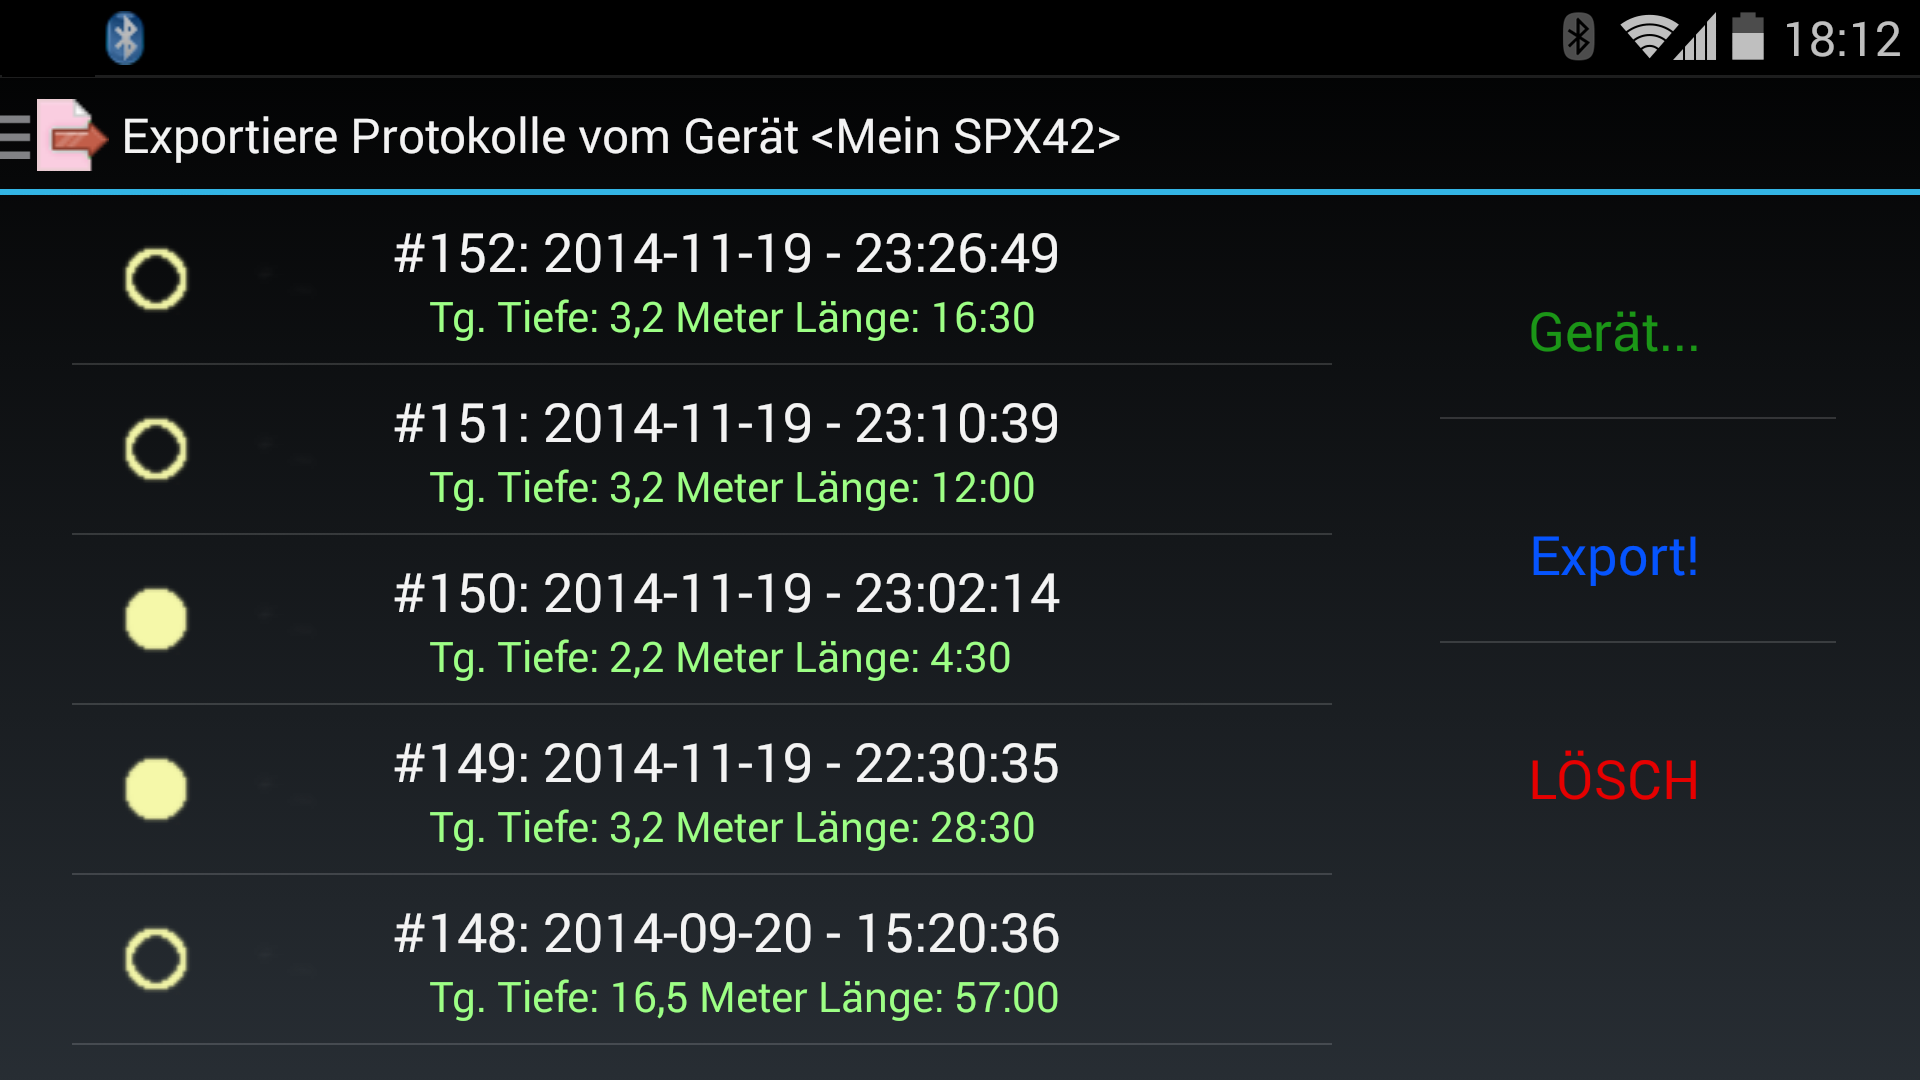 18:12
Exportiere Protokolle vom Gerät <Mein SPX42>
#152: 2014-11-19 - 23:26:49
Tg. Tiefe: 3,2 Meter Länge: 16:30
#151: 2014-11-19 - 23:10:39
Tg. Tiefe: 3,2 Meter Länge: 12:00
#150: 2014-11-19 - 23:02:14
Tg. Tiefe: 2,2 Meter Länge: 4:30
#149: 2014-11-19 - 22:30:35
Tg. Tiefe: 3,2 Meter Länge: 28:30
#148: 2014-09-20 - 15:20:36
Tg. Tiefe: 16,5 Meter Länge: 57:00
Gerät...
Export!
LÖSCH